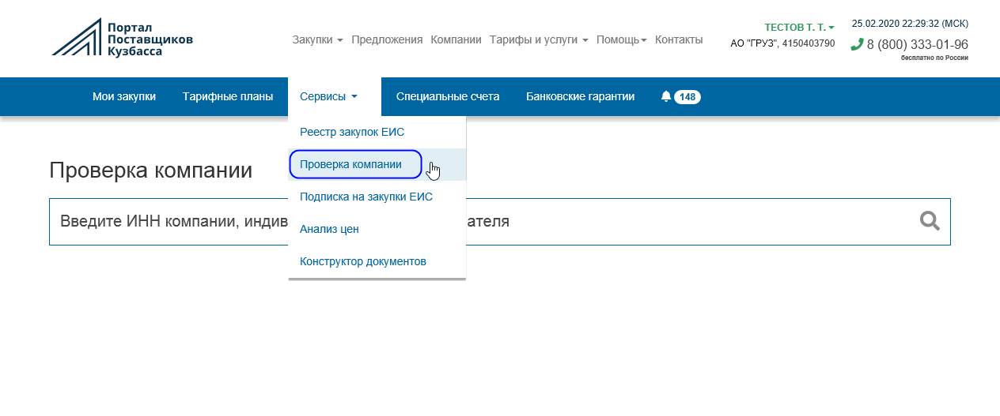 Портал
Поставщиков
Кузбасса
Закупки Предложения Компании Тарифы и услуги Помощь Контакты
ТЕСТОВ Т. Т.
АО "ГРУЗ", 4150403790
25.02.2020 22:29:32 (МСК)
8 (800) 333-01-96
бесплатно по России
Мои закупки Тарифные планы Сервисы Специальные счета Банковские гарантии 148
Реестр закупок ЕИС
Проверка компании
Подписка на закупки ЕИС
Анализ цен
Конструктор документов
Проверка компании
Введите ИНН компании, индив ателя